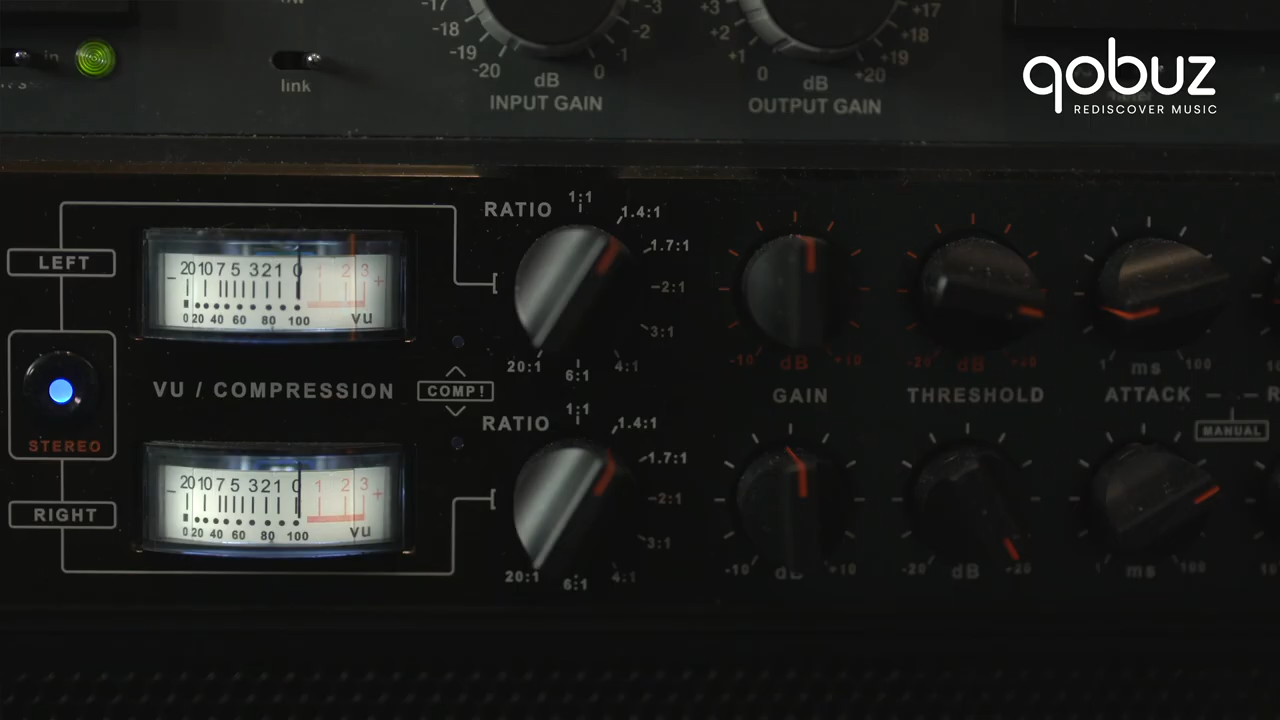 -17
-18
-19
-20
dB
0
-1
-2
-3
INPUT GAIN
+3
+2
+1
0
dB
+20
+19
+18
+17
OUTPUT GAIN
in
link
qobuz
REDISCOVER MUSIC
LEFT
- 20 10 7 5 3 2 1 0 1 2 3 +
0 20 40 60 80 100 VU
RATIO
1:1
1.4:1
1.7:1
2:1
3:1
4:1
6:1
20:1
-10 dB +10
GAIN
-20 dB +20
THRESHOLD
1 ms 100
ATTACK
VU / COMPRESSION
COMP!
STEREO
MANUAL
RIGHT
- 20 10 7 5 3 2 1 0 1 2 3 +
0 20 40 60 80 100 VU
RATIO
1:1
1.4:1
1.7:1
2:1
3:1
4:1
6:1
20:1
-10 dB +10
-20 dB -20
1 ms 100